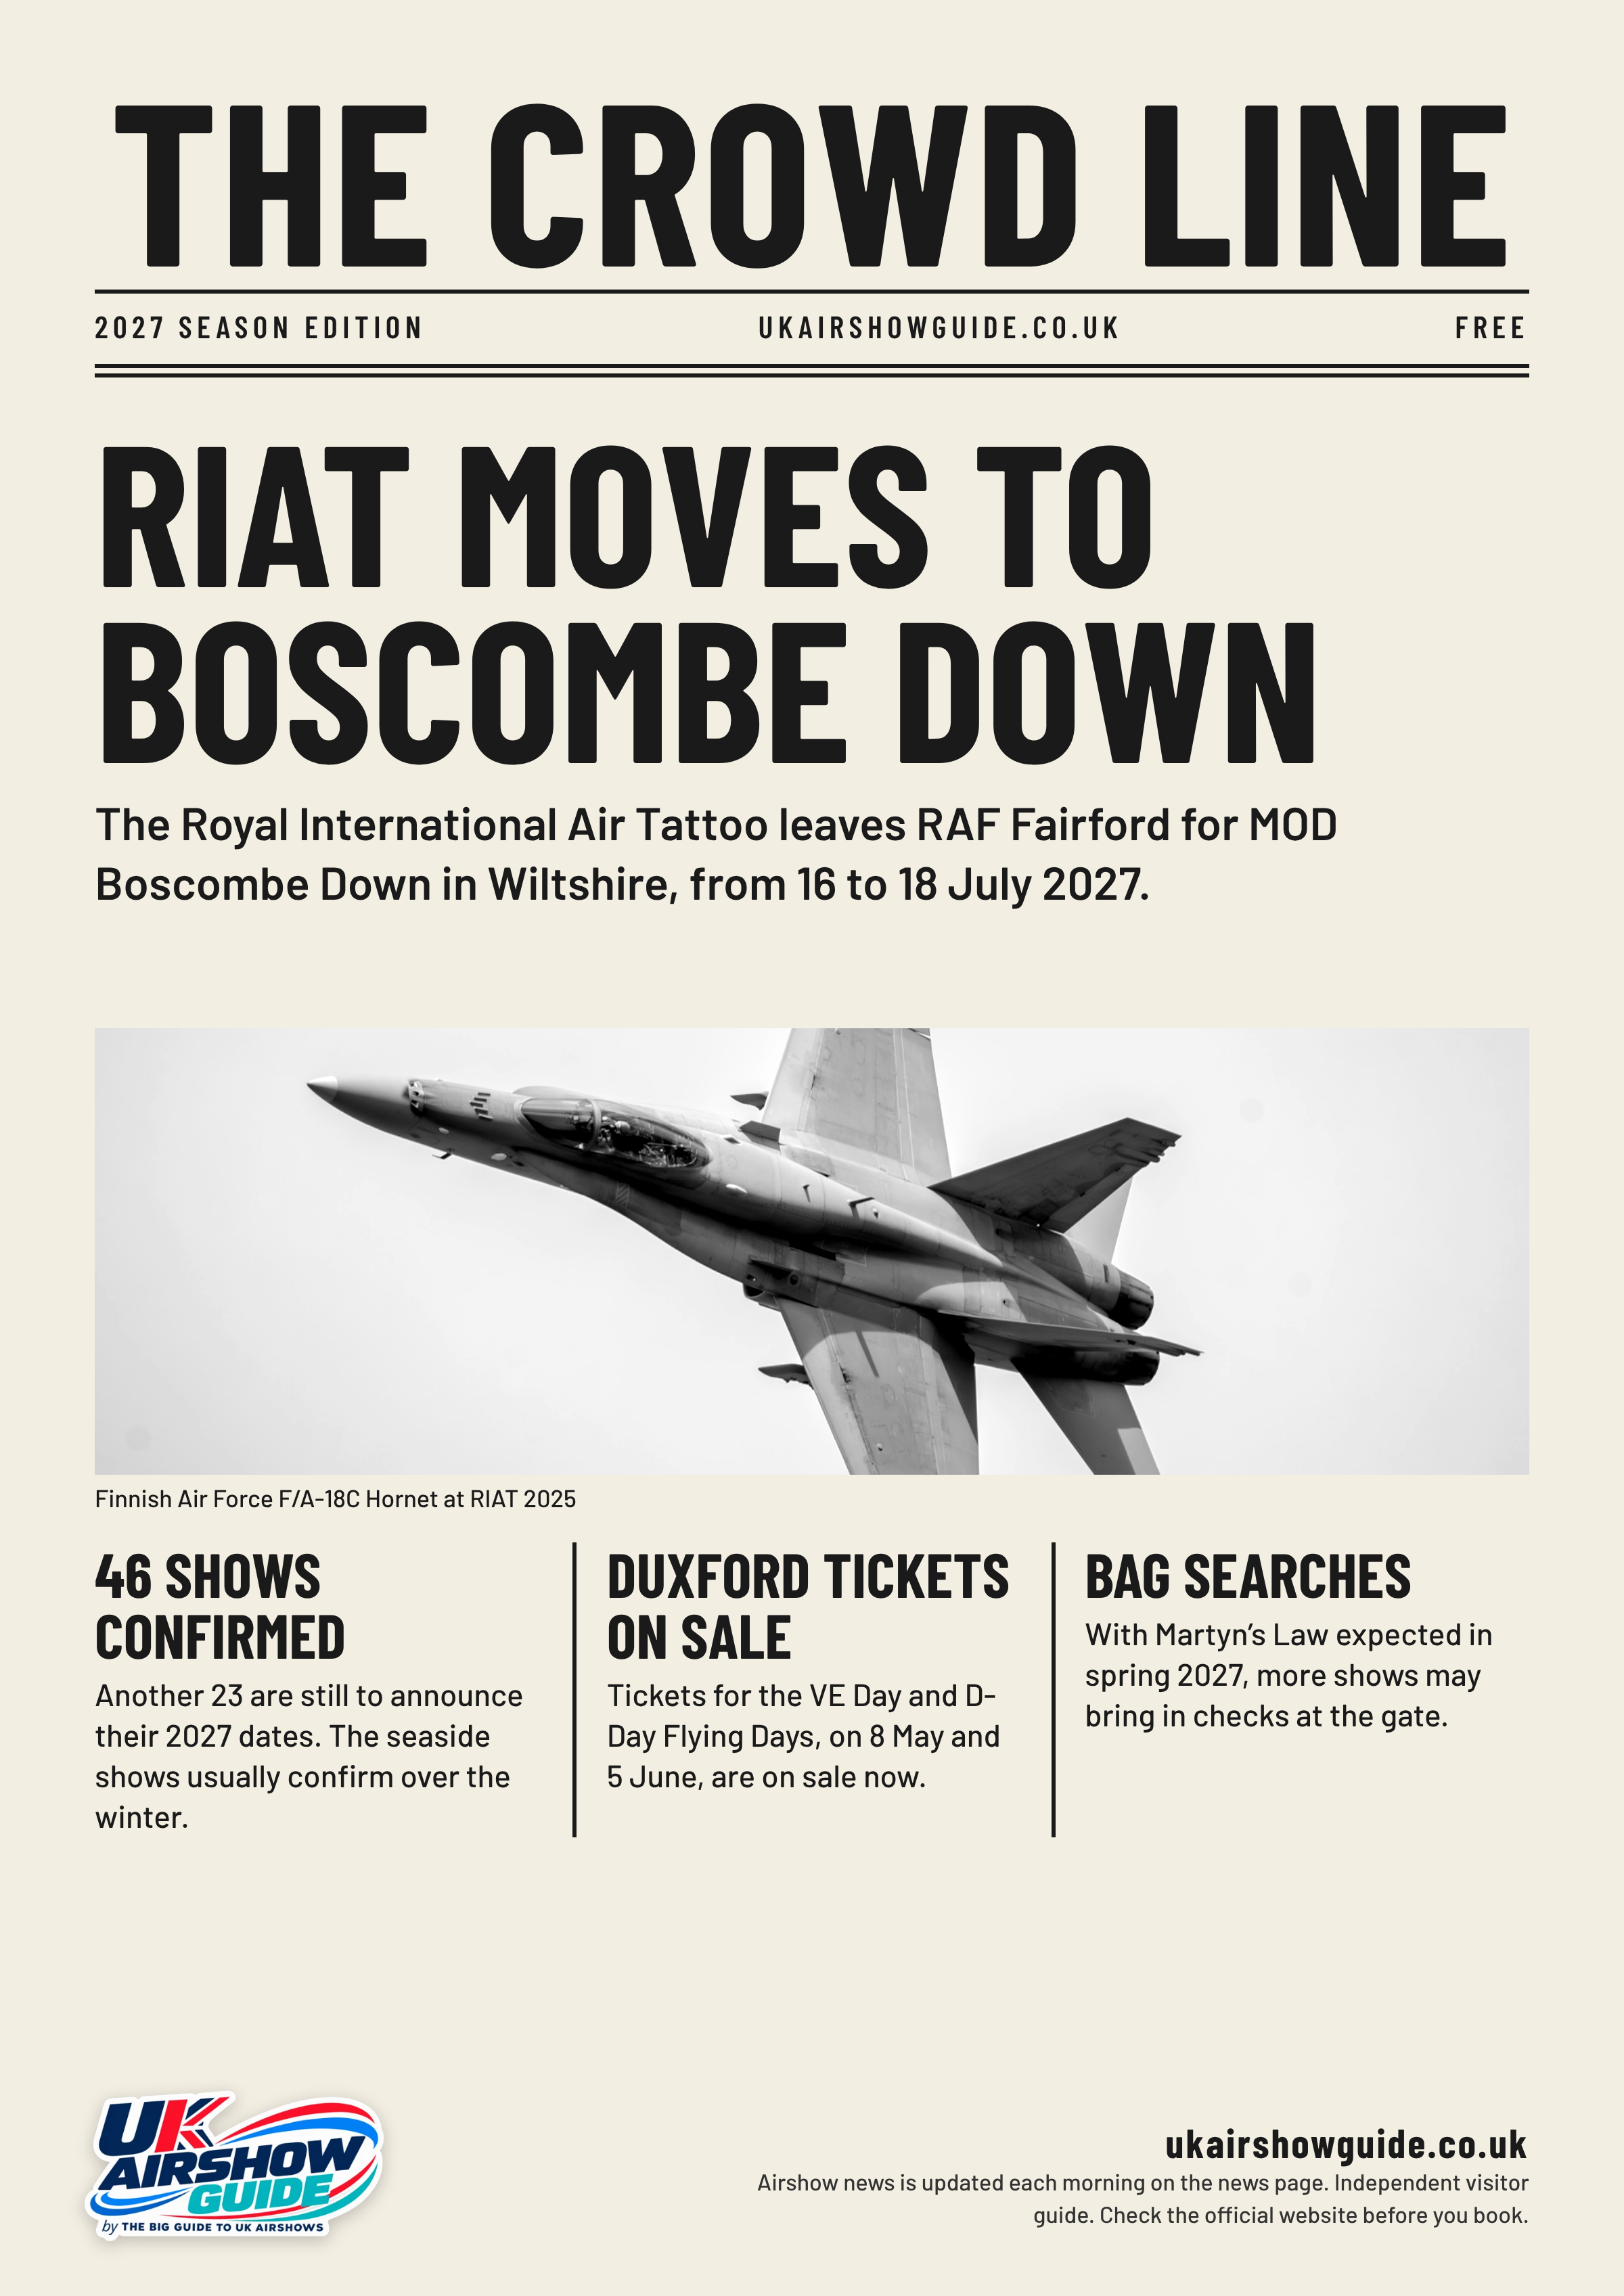 THE CROWD LINE
2027 SEASON EDITION
UKAIRSHOWGUIDE.CO.UK
FREE
RIAT MOVES TO
BOSCOMBE DOWN
The Royal International Air Tattoo leaves RAF Fairford for MOD
Boscombe Down in Wiltshire, from 16 to 18 July 2027.
Finnish Air Force F/A-18C Hornet at RIAT 2025
46 SHOWS
CONFIRMED
Another 23 are still to announce
their 2027 dates. The seaside
shows usually confirm over the
winter.
DUXFORD TICKETS
ON SALE
Tickets for the VE Day and D-
Day Flying Days, on 8 May and
5 June, are on sale now.
BAG SEARCHES
With Martyn’s Law expected in
spring 2027, more shows may
bring in checks at the gate.
UK
AIRSHOW
GUIDE
by THE BIG GUIDE TO UK AIRSHOWS
ukairshowguide.co.uk
Airshow news is updated each morning on the news page. Independent visitor
guide. Check the official website before you book.